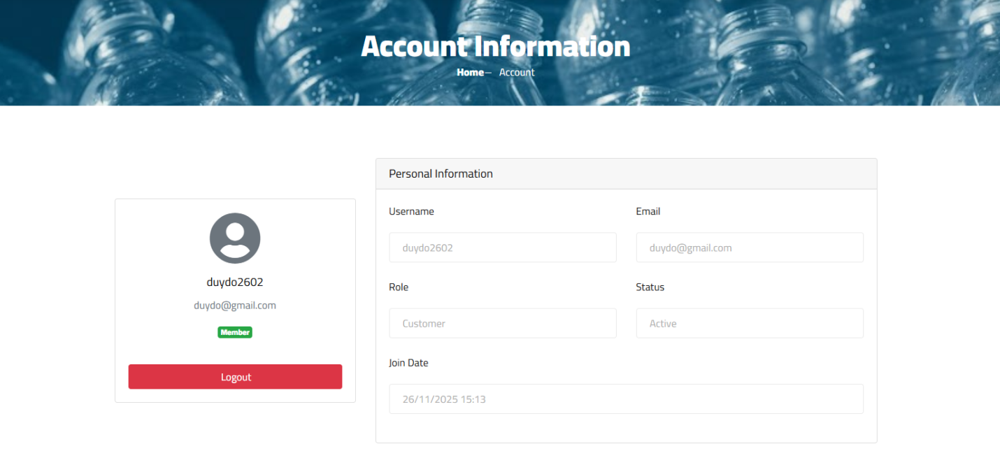 Account Information
Home – Account
duydo2602
duydo@gmail.com
Member
Logout
Personal Information
Username Email
duydo2602 duydo@gmail.com
Role Status
Customer Active
Join Date
26/11/2025 15:13